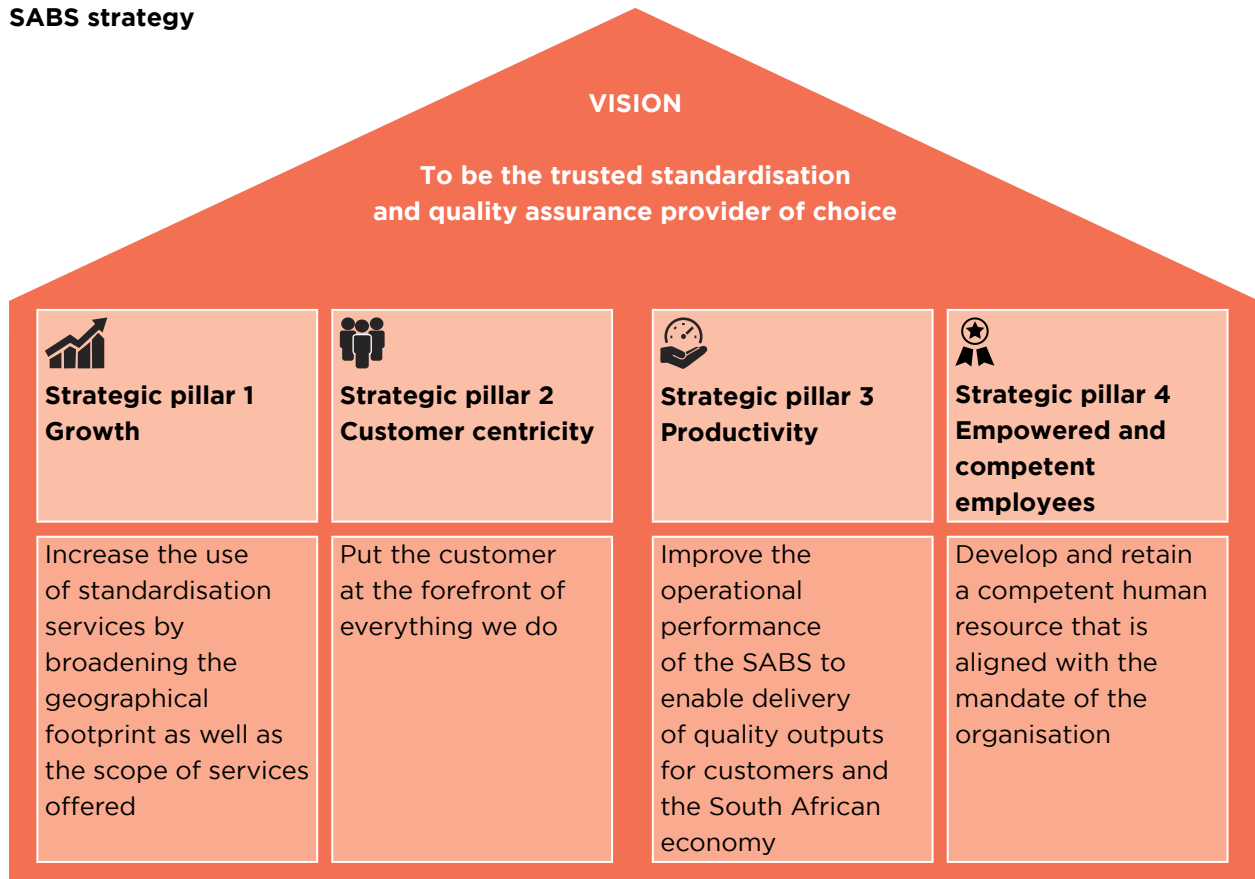 SABS strategy
VISION
To be the trusted standardisation
and quality assurance provider of choice
Strategic pillar 1
Growth
Increase the use
of standardisation
services by
broadening the
geographical
footprint as well as
the scope of services
offered
Strategic pillar 2
Customer centricity
Put the customer
at the forefront of
everything we do
Strategic pillar 3
Productivity
Improve the
operational
performance
of the SABS to
enable delivery
of quality outputs
for customers and
the South African
economy
Strategic pillar 4
Empowered and
competent
employees
Develop and retain
a competent human
resource that is
aligned with the
mandate of the
organisation